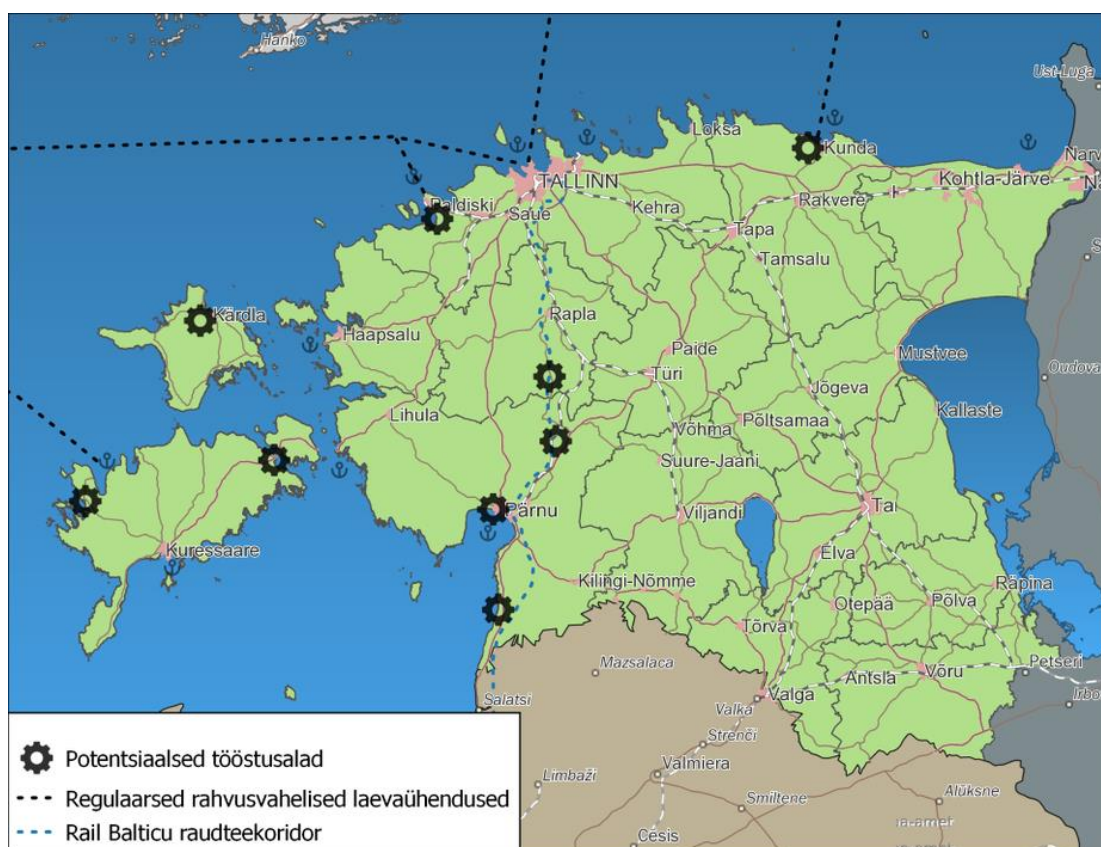 Hanko
Ust-Luga
Loksa
Kunda
Narv
TALLINN
Kohtla-Järve
Paldiski
Saue
Kehra
Rakvere
Tapa
Tamsalu
Kärdla
Haapsalu
Rapla
Paide
Mustvee
Türi
Oudova
Jõgeva
Lihula
Võhma
Põltsamaa
Kallaste
Suure-Jaani
Pärnu
Viljandi
Tai
Kuressaare
Elva
Kilingi-Nõmme
Räpina
Otepää
Põlva
Tõrva
Mazsalaca
Petseri
Antsla
Võru
Salatsi
Valka
Valga
Irbo
Strenči
Valmiera
Limbaži
Smiltene
Alūksne
Cēsis
Potentsiaalsed tööstusalad
Regulaarsed rahvusvahelised laevaühendused
Rail Balticu raudteekoridor